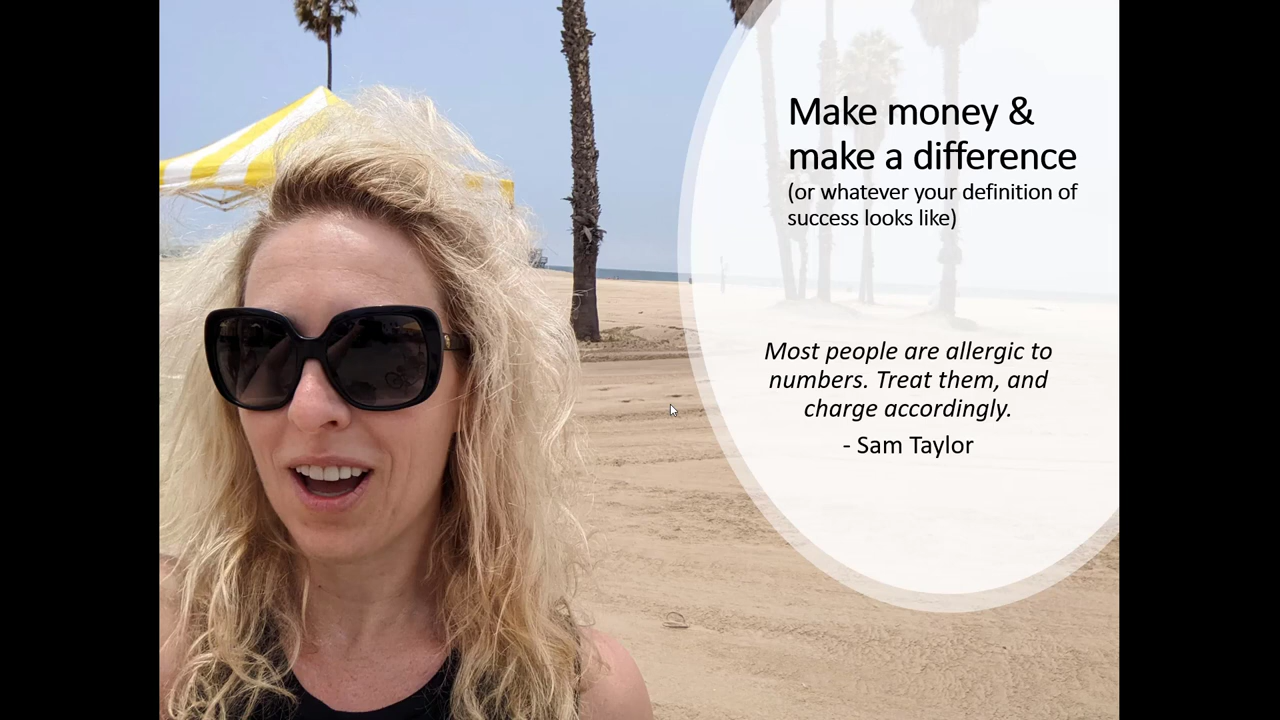 Make money &
make a difference
(or whatever your definition of
success looks like)
Most people are allergic to
numbers. Treat them, and
charge accordingly.
- Sam Taylor